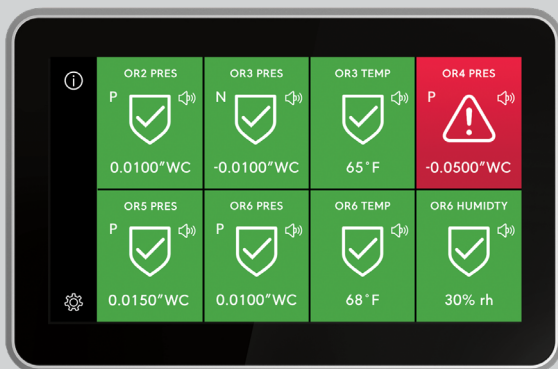 OR2 PRES
P
0.0100"WC
OR3 PRES
N
-0.0100"WC
OR3 TEMP
65°F
OR4 PRES
P
-0.0500"WC
OR5 PRES
P
0.0150"WC
OR6 PRES
P
0.0100"WC
OR6 TEMP
68°F
OR6 HUMIDTY
30% rh